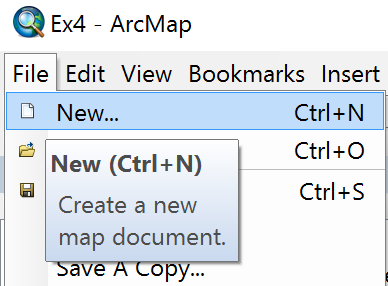 Ex4 - ArcMap
File Edit View Bookmarks Insert
New... Ctrl+N
Ctrl+O
Ctrl+S
New (Ctrl+N)
Create a new
map document.
Save A Copy...